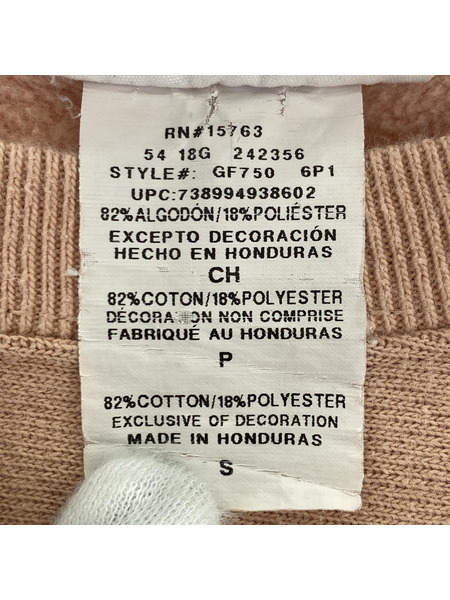 RN#15763
54 18G 242356
STYLE#: GF750 6P1
UPC:738994938602
82%ALGODÓN/18%POLIÉSTER
EXCEPTO DECORACIÓN
HECHO EN HONDURAS
CH
82%COTON/18%POLYESTER
DÉCORATION NON COMPRISE
FABRIQUÉ AU HONDURAS
P
82%COTTON/18%POLYESTER
EXCLUSIVE OF DECORATION
MADE IN HONDURAS
S